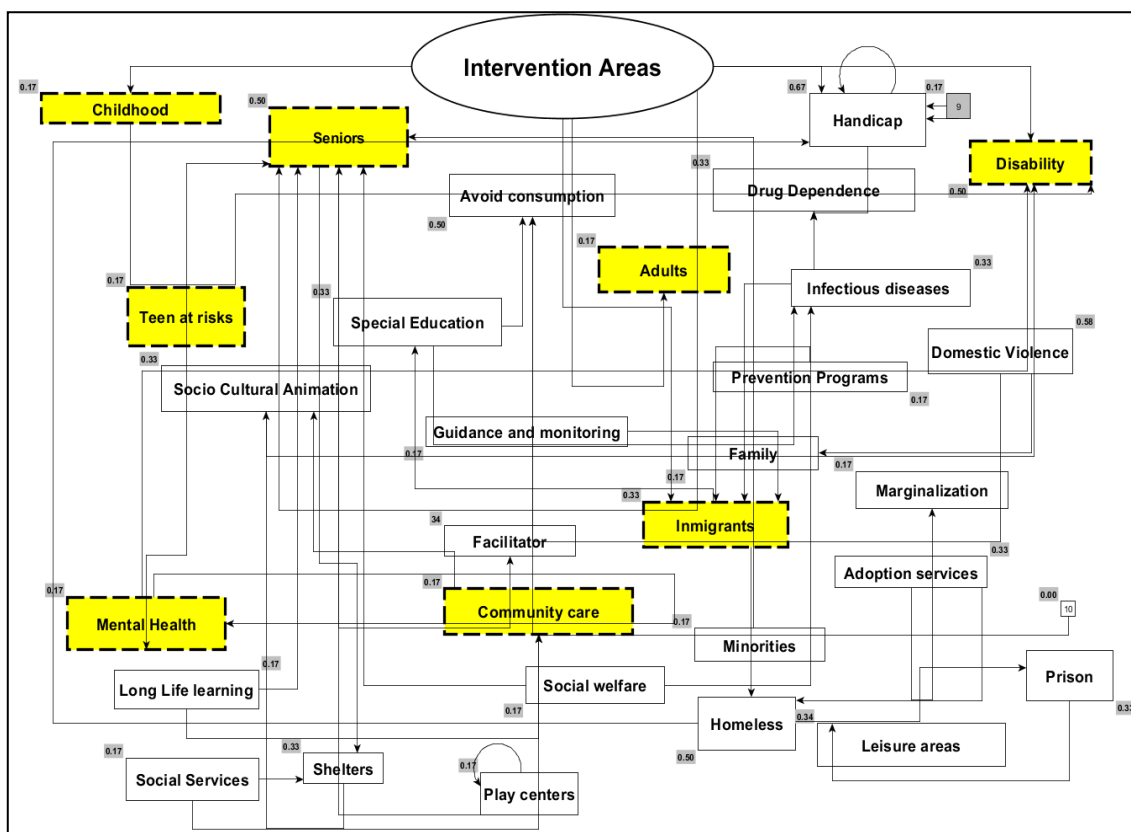 Intervention Areas
0.17
Childhood
0.50
Seniors
0.67
0.17
9
Handicap
0.33
Disability
0.50
Drug Dependence
Avoid consumption
0.50
0.17
Adults
0.17
Teen at risks
0.33
Special Education
0.33
Infectious diseases
0.58
Domestic Violence
0.33
Socio Cultural Animation
Prevention Programs
0.17
Guidance and monitoring
0.17
Family
0.17
0.17
Marginalization
0.33
Inmigrants
34
Facilitator
0.33
Adoption services
0.17
Mental Health
0.17
Community care
0.17
0.00
10
Minorities
0.17
Long Life learning
Social welfare
0.17
Prison
0.33
Homeless
0.34
0.50
Leisure areas
0.17
Social Services
0.33
Shelters
0.17
Play centers